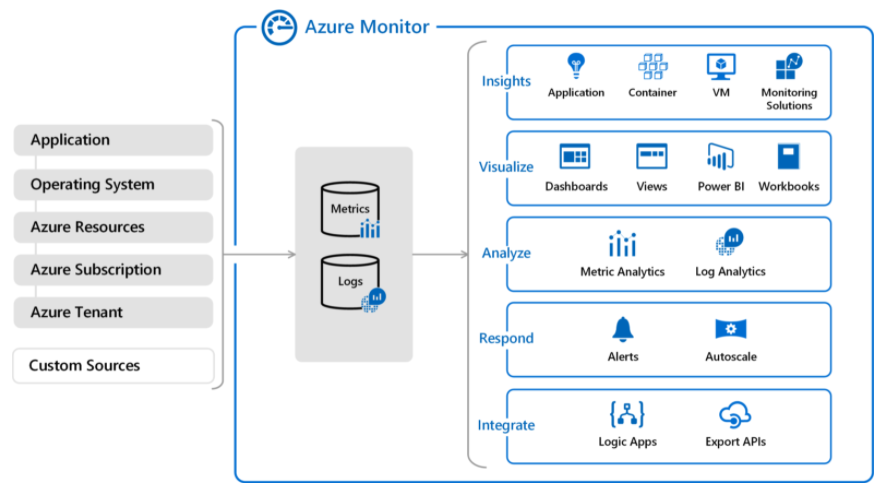 Azure Monitor
Application
Operating System
Azure Resources
Azure Subscription
Azure Tenant
Custom Sources
Metrics
Logs
Insights
Application
Container
VM
Monitoring
Solutions
Visualize
Dashboards
Views
Power BI
Workbooks
Analyze
Metric Analytics
Log Analytics
Respond
Alerts
Autoscale
Integrate
Logic Apps
Export APIs